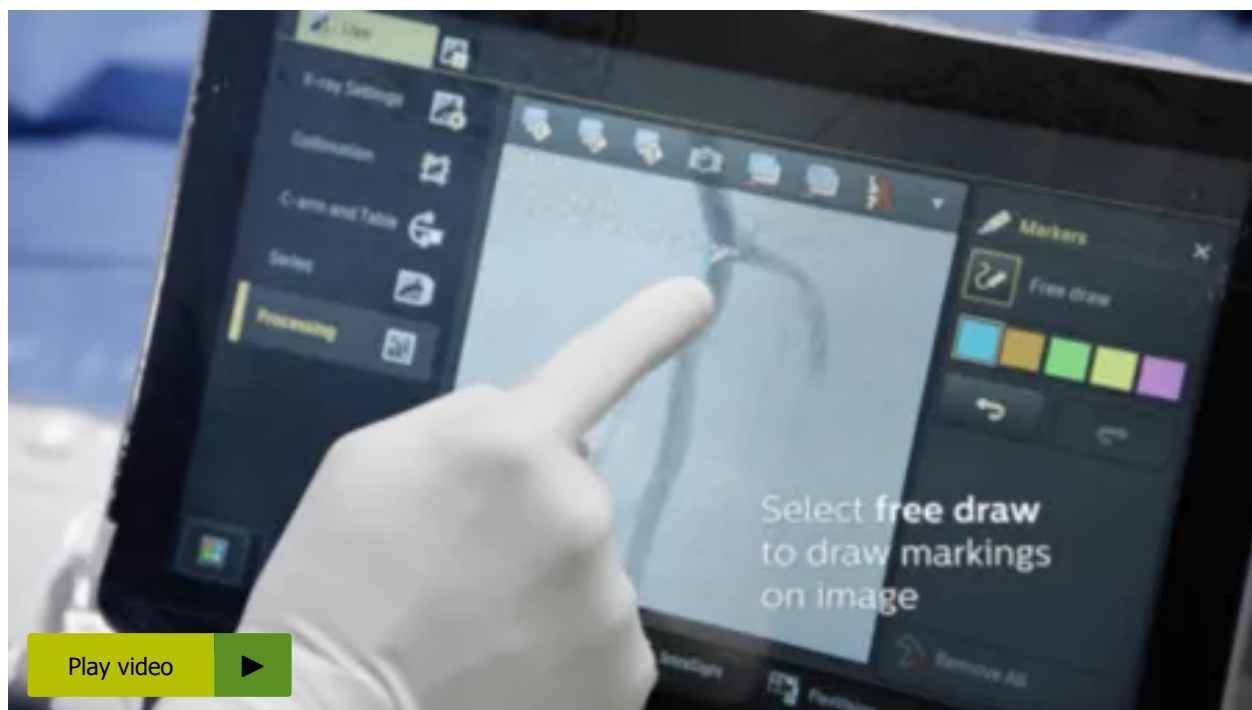 User
X-ray Settings
Collimation
C-arm and Table
Series
Processing
Markers
Free draw
Select free draw
to draw markings
on image
Remove All
Play video